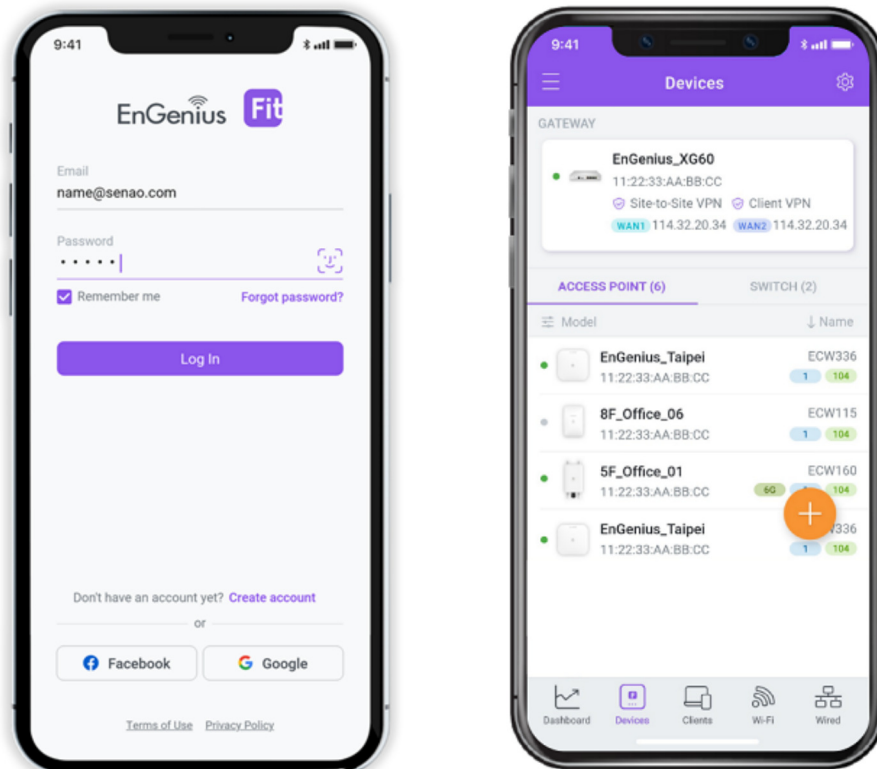 9:41
EnGenius Fit
Email
name@senao.com
Password
Remember me Forgot password?
Log In
Don't have an account yet? Create account
or
Facebook Google
Terms of Use Privacy Policy
9:41
Devices
GATEWAY
EnGenius_XG60
11:22:33:AA:BB:CC
Site-to-Site VPN Client VPN
WAN1 114.32.20.34 WAN2 114.32.20.34
ACCESS POINT (6) SWITCH (2)
Model Name
EnGenius_Taipei ECW336
11:22:33:AA:BB:CC 1 104
8F_Office_06 ECW115
11:22:33:AA:BB:CC 1 104
5F_Office_01 ECW160
11:22:33:AA:BB:CC 6G 104
EnGenius_Taipei
11:22:33:AA:BB:CC 1 104
Dashboard Devices Clients Wi-Fi Wired